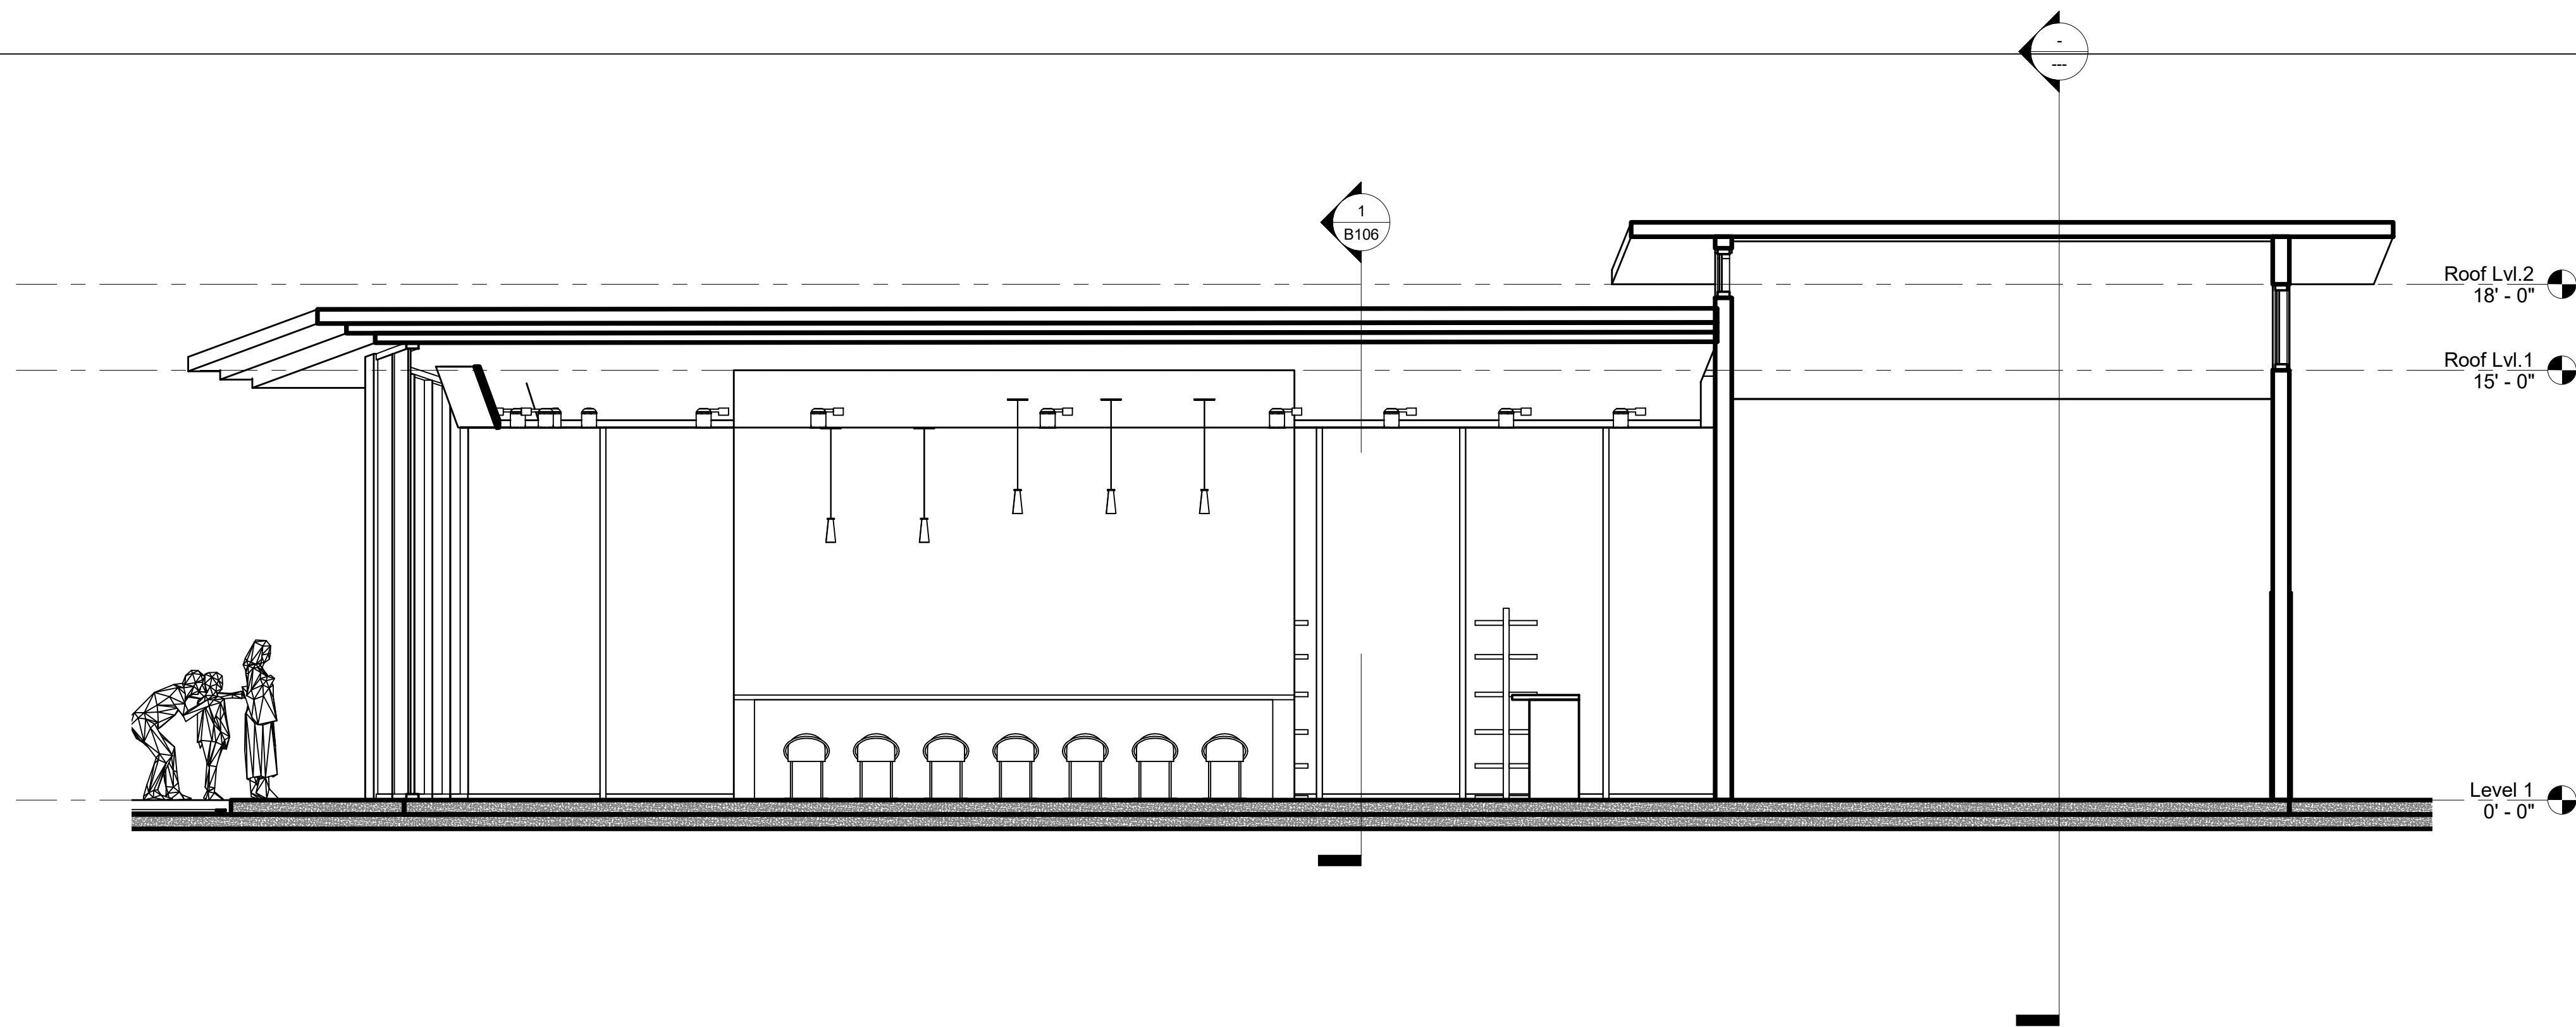 -
---
1
B106
Roof Lvl.2
18' - 0"
Roof Lvl.1
15' - 0"
Level 1
0' - 0"